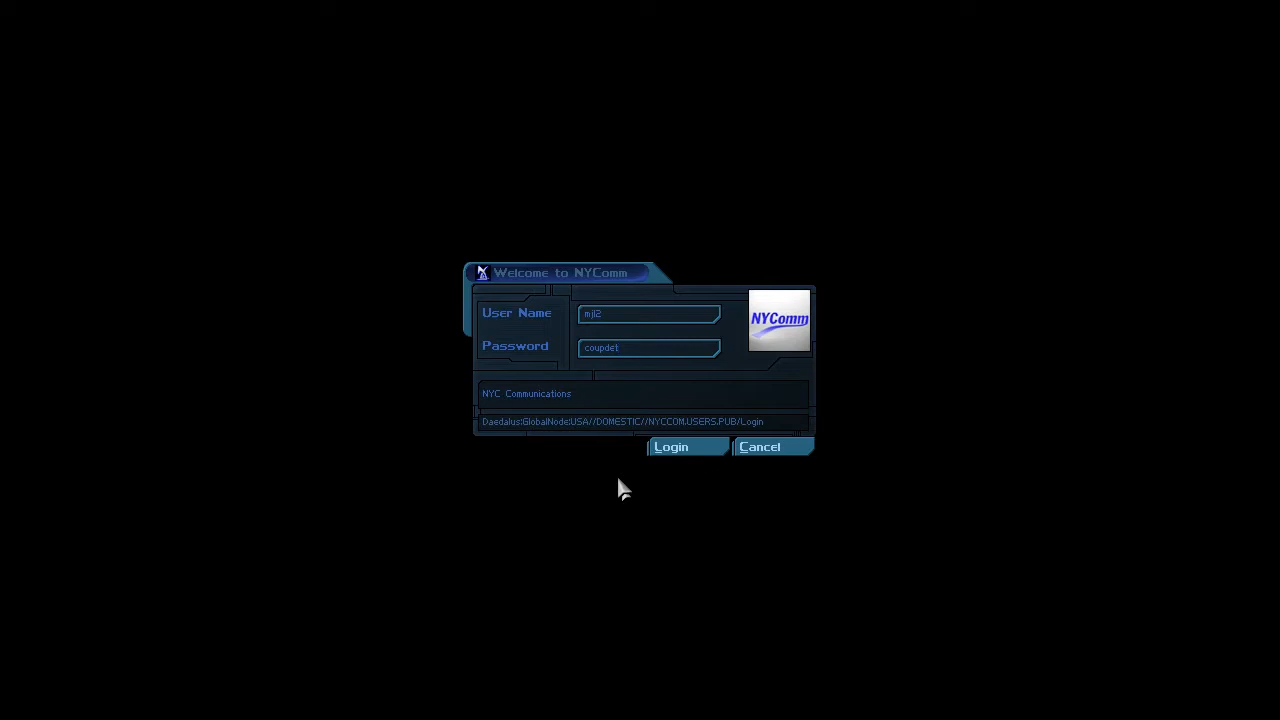 Welcome to NYComm
User Name
mjl2
NYComm
Password
coupdet
NYC Communications
Daedalus:GlobalNode:USA//DOMESTIC//NYCCOM.USERS.PUB/Login
Login
Cancel